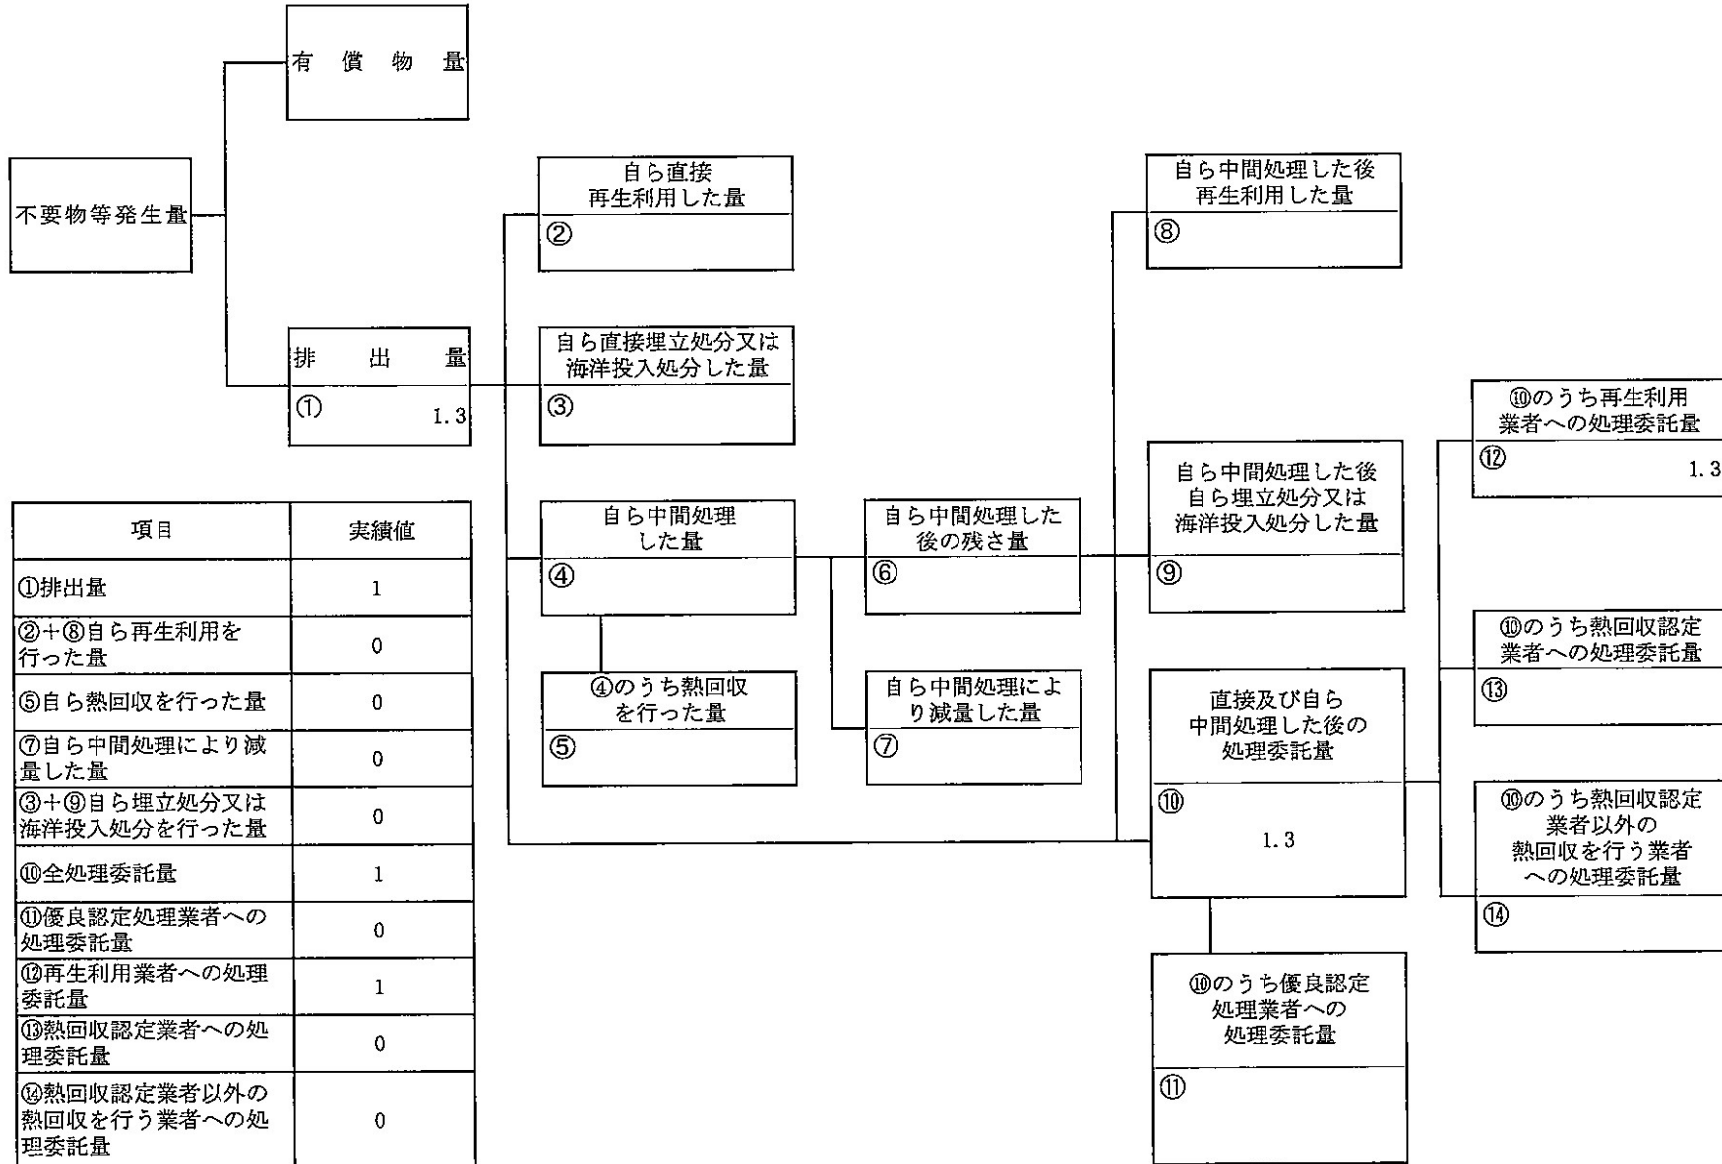 有償物量
不要物等発生量
排出量
① 1.3
自ら直接
再生利用した量
②
自ら直接埋立処分又は
海洋投入処分した量
③
自ら中間処理
した量
④
④のうち熱回収
を行った量
⑤
自ら中間処理した
後の残さ量
⑥
自ら中間処理によ
り減量した量
⑦
自ら中間処理した後
再生利用した量
⑧
自ら中間処理した後
自ら埋立処分又は
海洋投入処分した量
⑨
直接及び自ら
中間処理した後の
処理委託量
⑩
1.3
⑩のうち優良認定
処理業者への
処理委託量
⑪
⑩のうち再生利用
業者への処理委託量
⑫ 1.3
⑩のうち熱回収認定
業者への処理委託量
⑬
⑩のうち熱回収認定
業者以外の
熱回収を行う業者
への処理委託量
⑭
項目 実績値
①排出量 1
②+⑧自ら再生利用を
行った量 0
⑤自ら熱回収を行った量 0
⑦自ら中間処理により減
量した量 0
③+⑨自ら埋立処分又は
海洋投入処分を行った量 0
⑩全処理委託量 1
⑪優良認定処理業者への
処理委託量 0
⑫再生利用業者への処理
委託量 1
⑬熱回収認定業者への処
理委託量 0
⑭熱回収認定業者以外の
熱回収を行う業者への処
理委託量 0